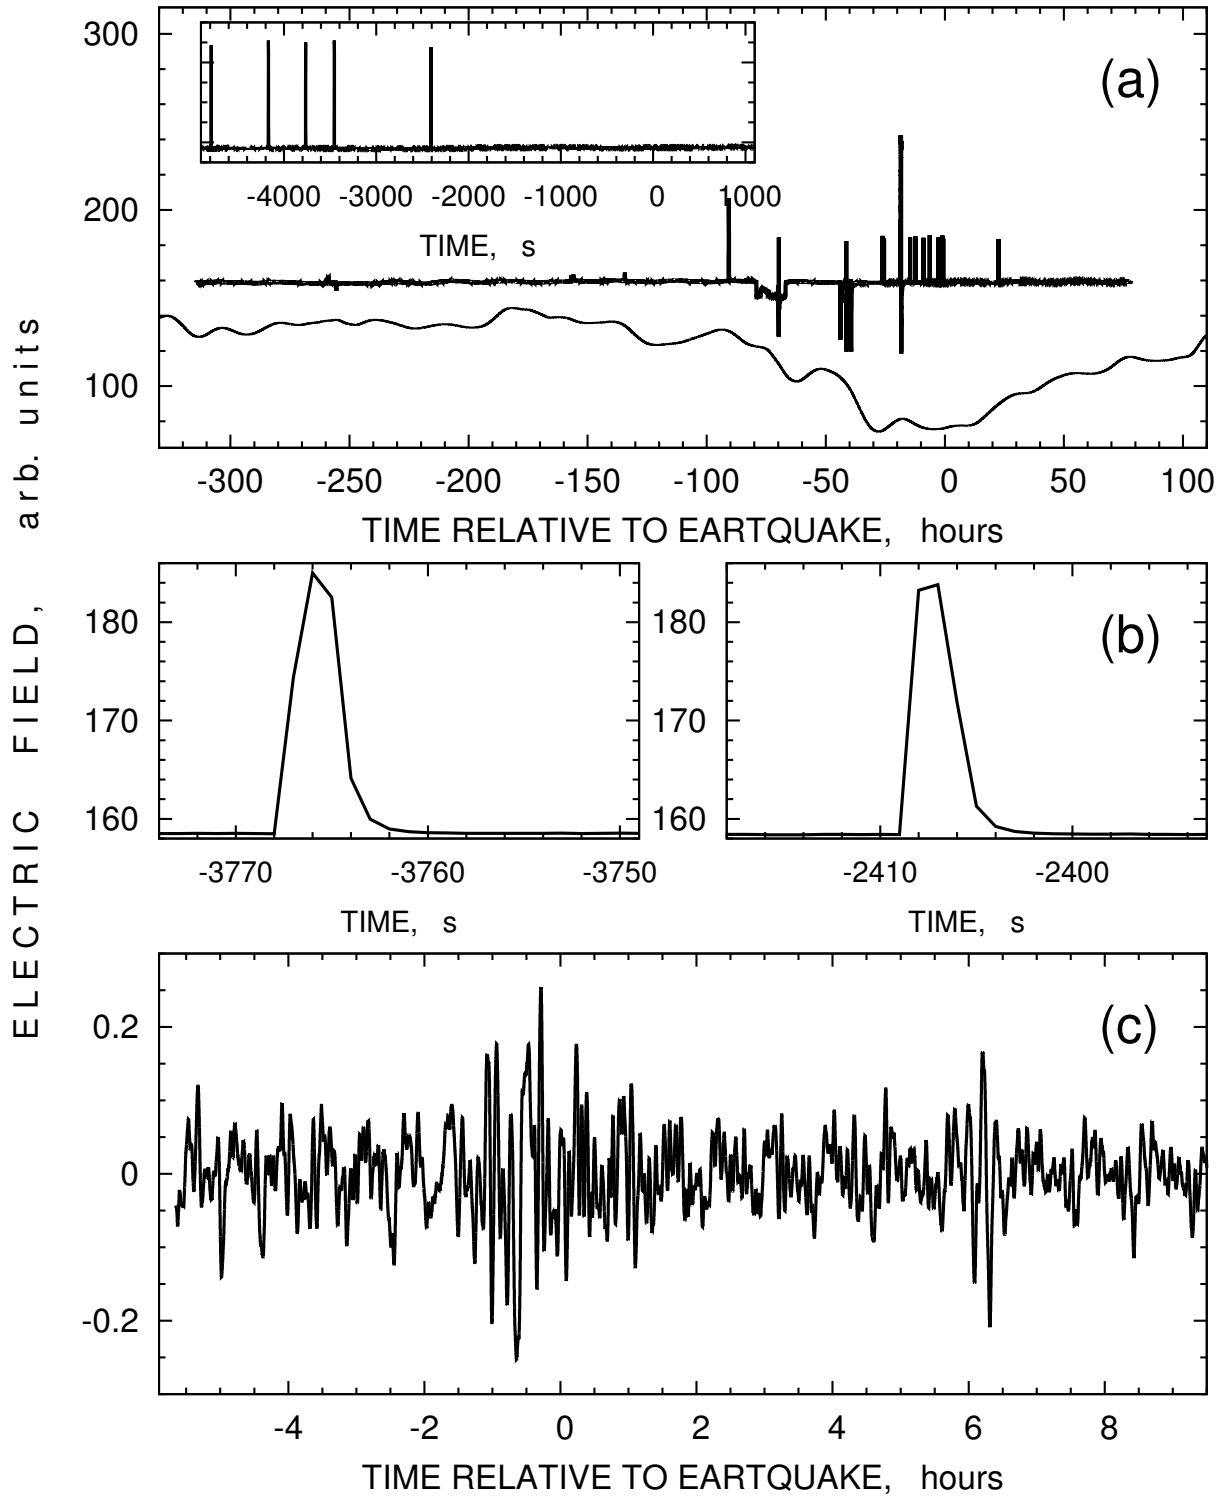 ELECTRIC FIELD, arb. units
300
200
100
(a)
-4000 -3000 -2000 -1000 0 1000
TIME, s
-300 -250 -200 -150 -100 -50 0 50 100
TIME RELATIVE TO EARTQUAKE, hours
180
170
160
-3770 -3760 -3750
TIME, s
180
170
160
(b)
-2410 -2400
TIME, s
0.2
0
-0.2
(c)
-4 -2 0 2 4 6 8
TIME RELATIVE TO EARTQUAKE, hours